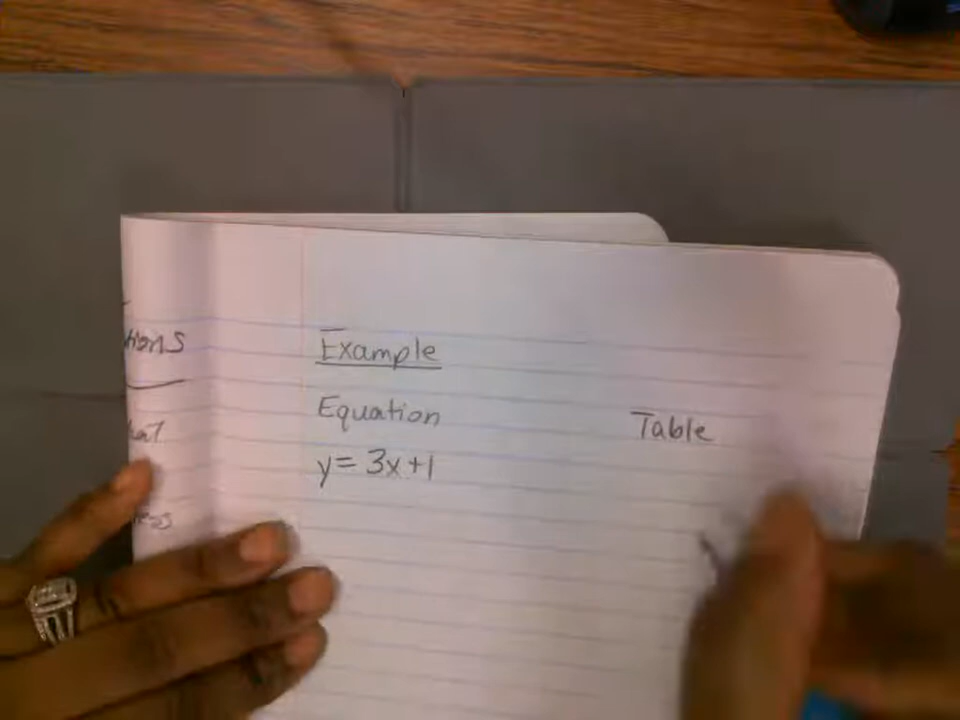 Example
Equation
Table
y = 3x+1